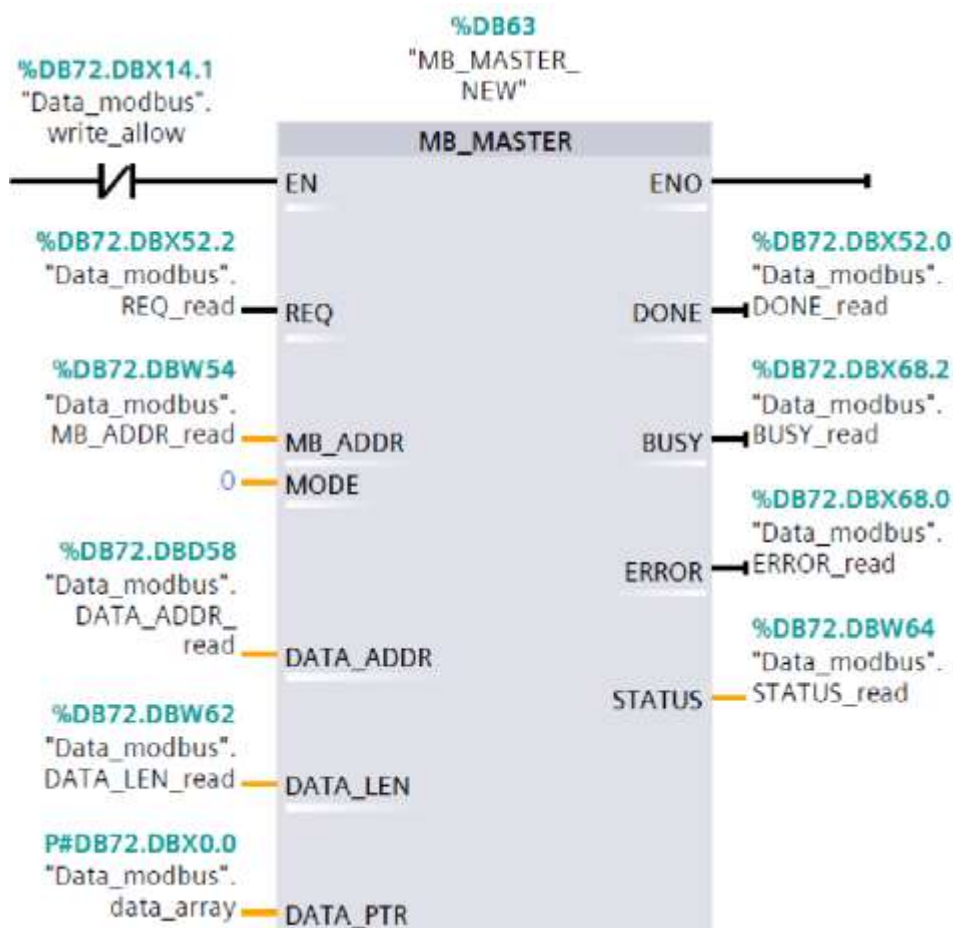 %DB63
"MB_MASTER_
NEW"
%DB72.DBX14.1
"Data_modbus".
write_allow
MB_MASTER
EN
ENO
%DB72.DBX52.2
"Data_modbus".
REQ_read
REQ
%DB72.DBX52.0
"Data_modbus".
DONE_read
DONE
%DB72.DBW54
"Data_modbus".
MB_ADDR_read
MB_ADDR
%DB72.DBX68.2
"Data_modbus".
BUSY_read
BUSY
0
MODE
%DB72.DBX68.0
"Data_modbus".
ERROR_read
ERROR
%DB72.DBD58
"Data_modbus".
DATA_ADDR_
read
DATA_ADDR
%DB72.DBW64
"Data_modbus".
STATUS_read
STATUS
%DB72.DBW62
"Data_modbus".
DATA_LEN_read
DATA_LEN
P#DB72.DBX0.0
"Data_modbus".
data_array
DATA_PTR